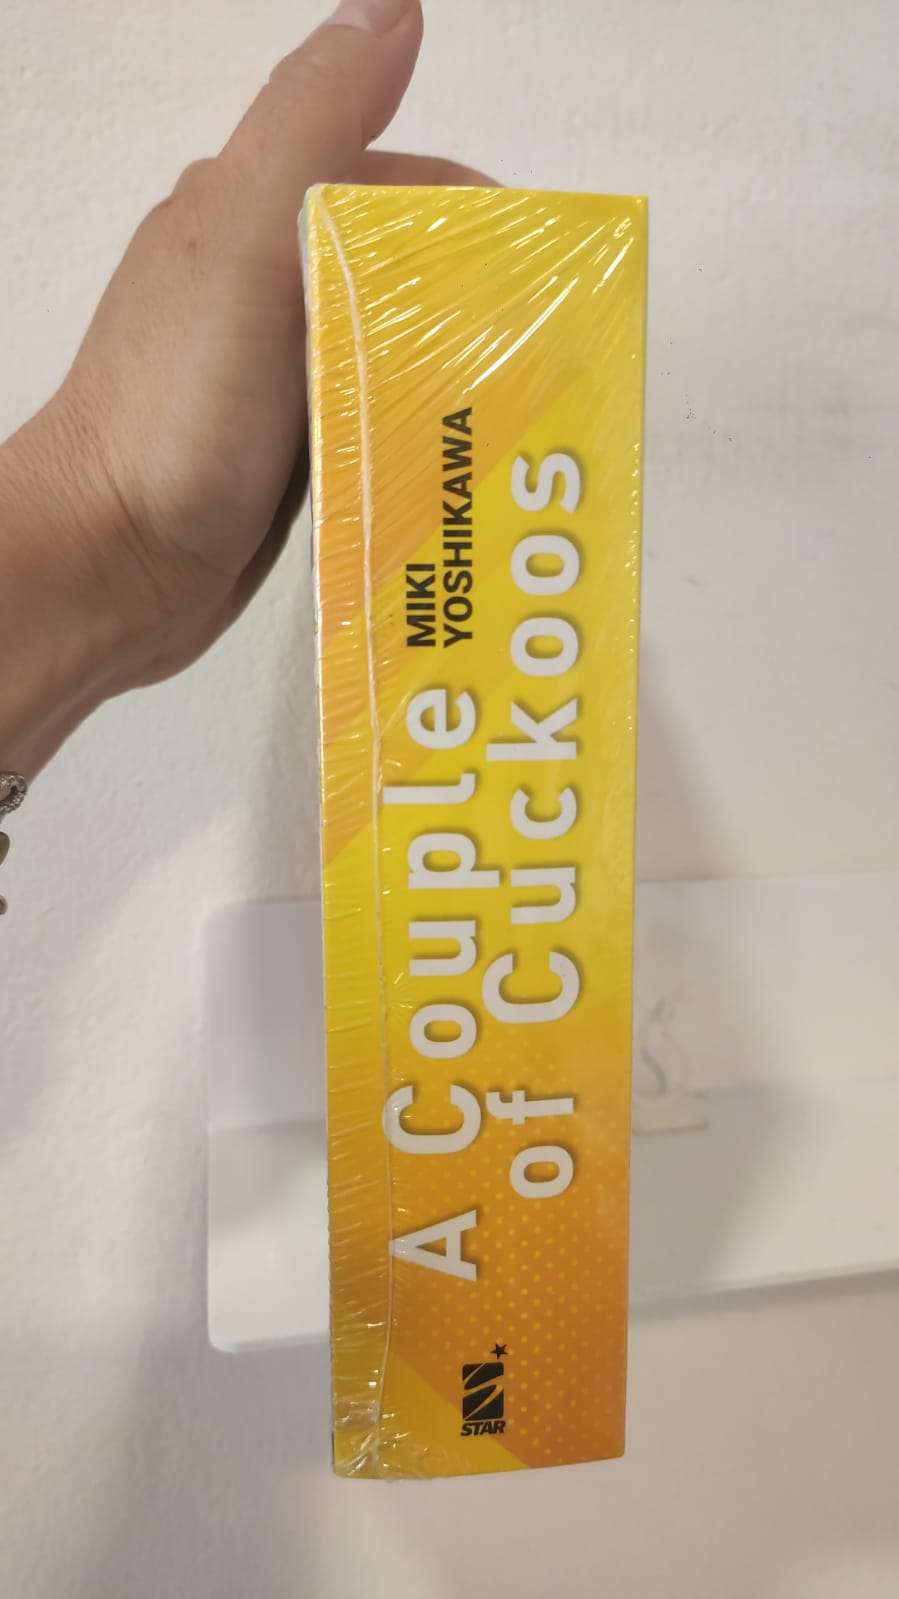 A Couple
of Cuckoos
MIKI
YOSHIKAWA
STAR